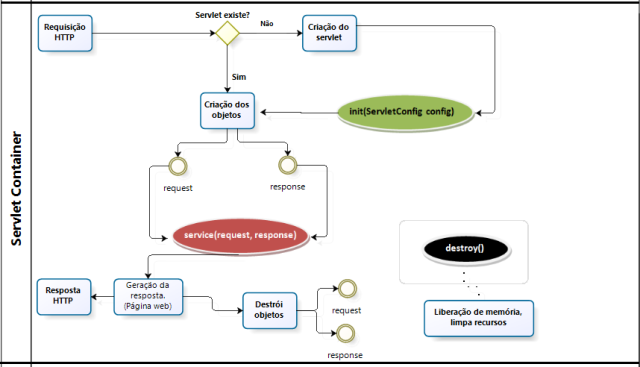 Servlet Container
Servlet existe?
Requisição
HTTP
Não
Criação do
servlet
Sim
Criação dos
objetos
init(ServletConfig config)
request
response
service(request, response)
destroy()
Resposta
HTTP
Geração da
resposta.
(Página web)
Destrói
objetos
request
response
Liberação de memória,
limpa recursos